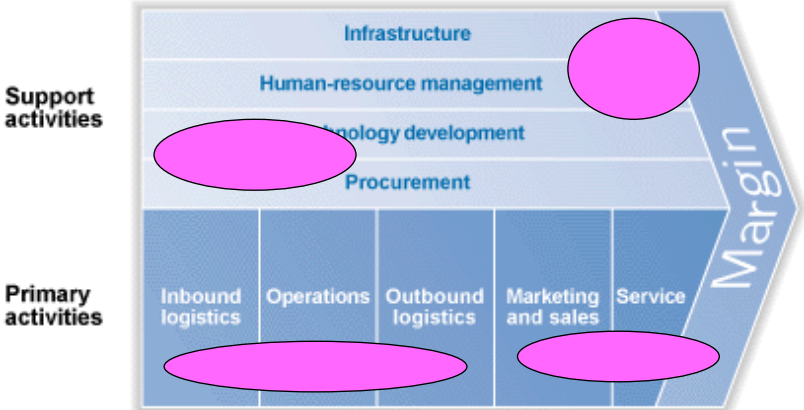 Infrastructure
Human-resource management
Support
activities
hnology development
Procurement
Margin
Primary
activities
Inbound
logistics
Operations
Outbound
logistics
Marketing
and sales
Service